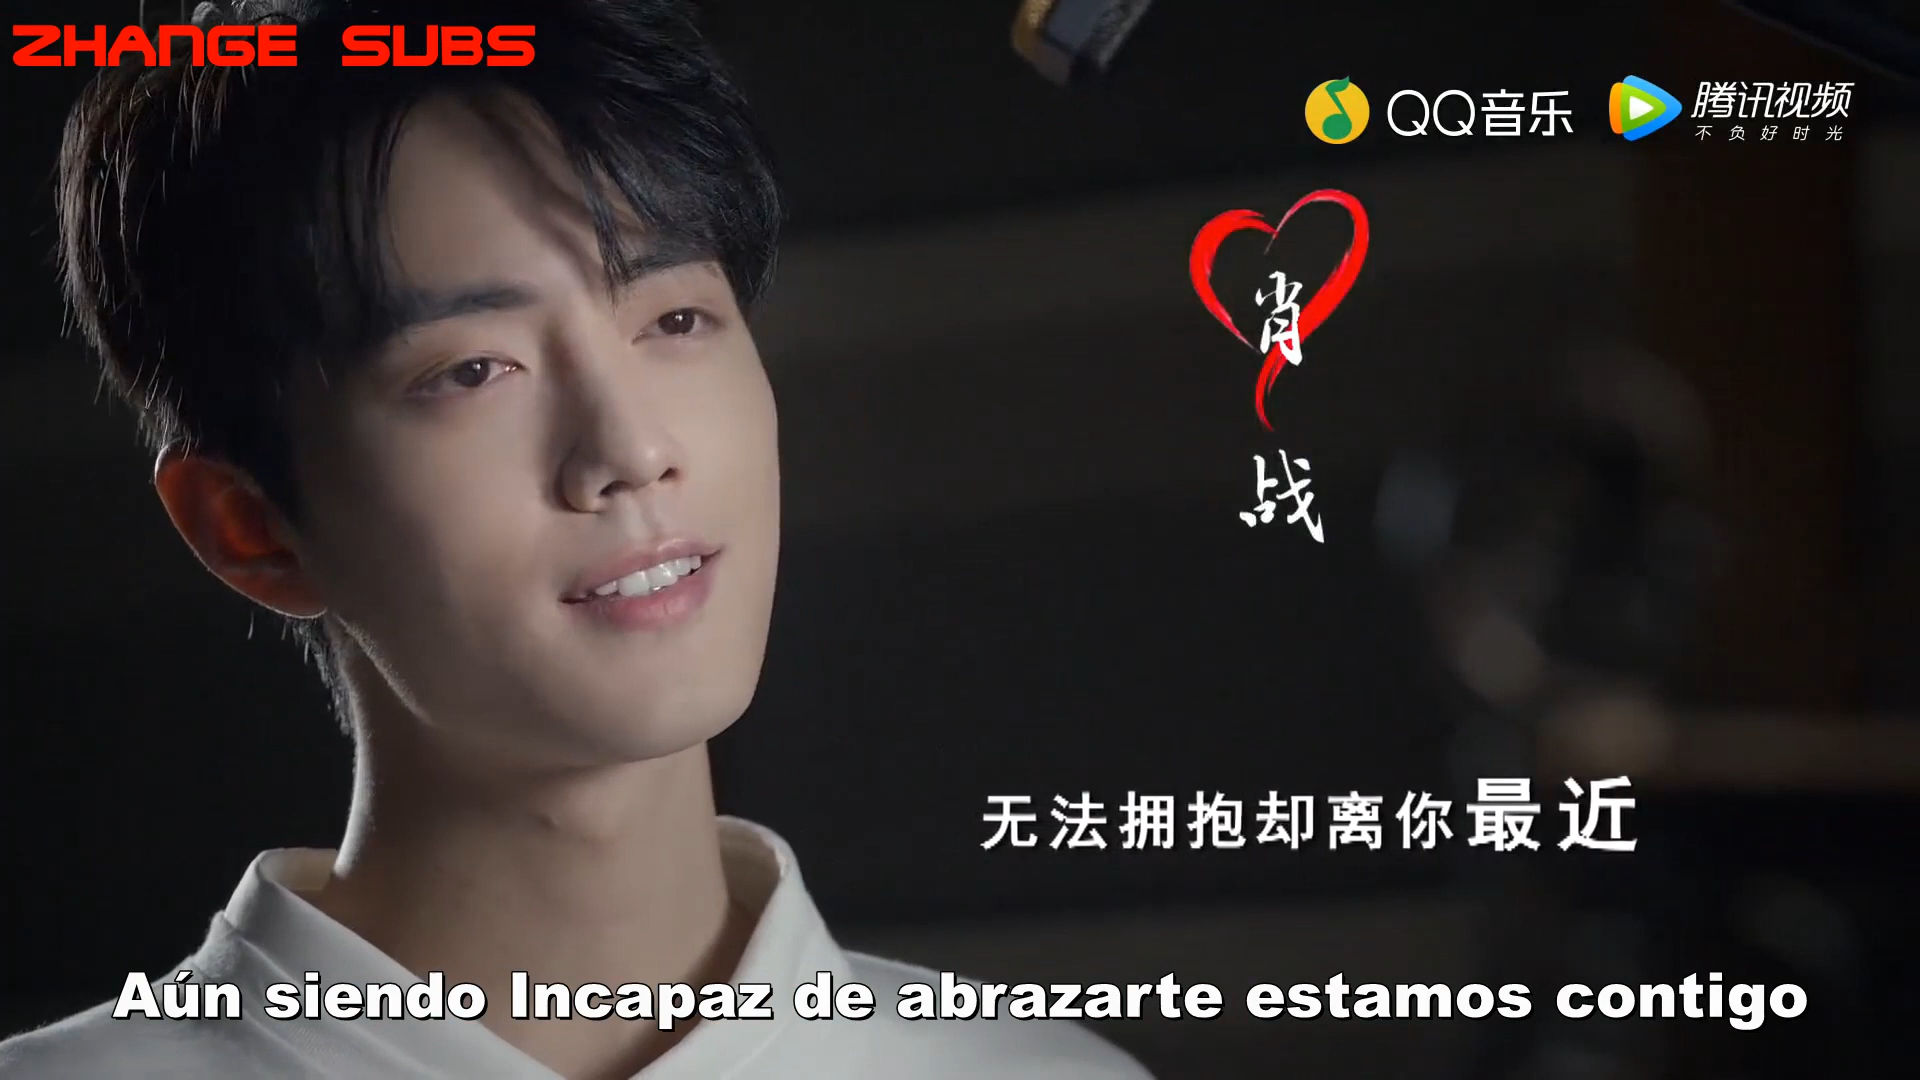 ZHANGE SUBS
QQ音乐
腾讯视频
不负好时光
肖
战
无法拥抱却离你最近
Aún siendo Incapaz de abrazarte estamos contigo